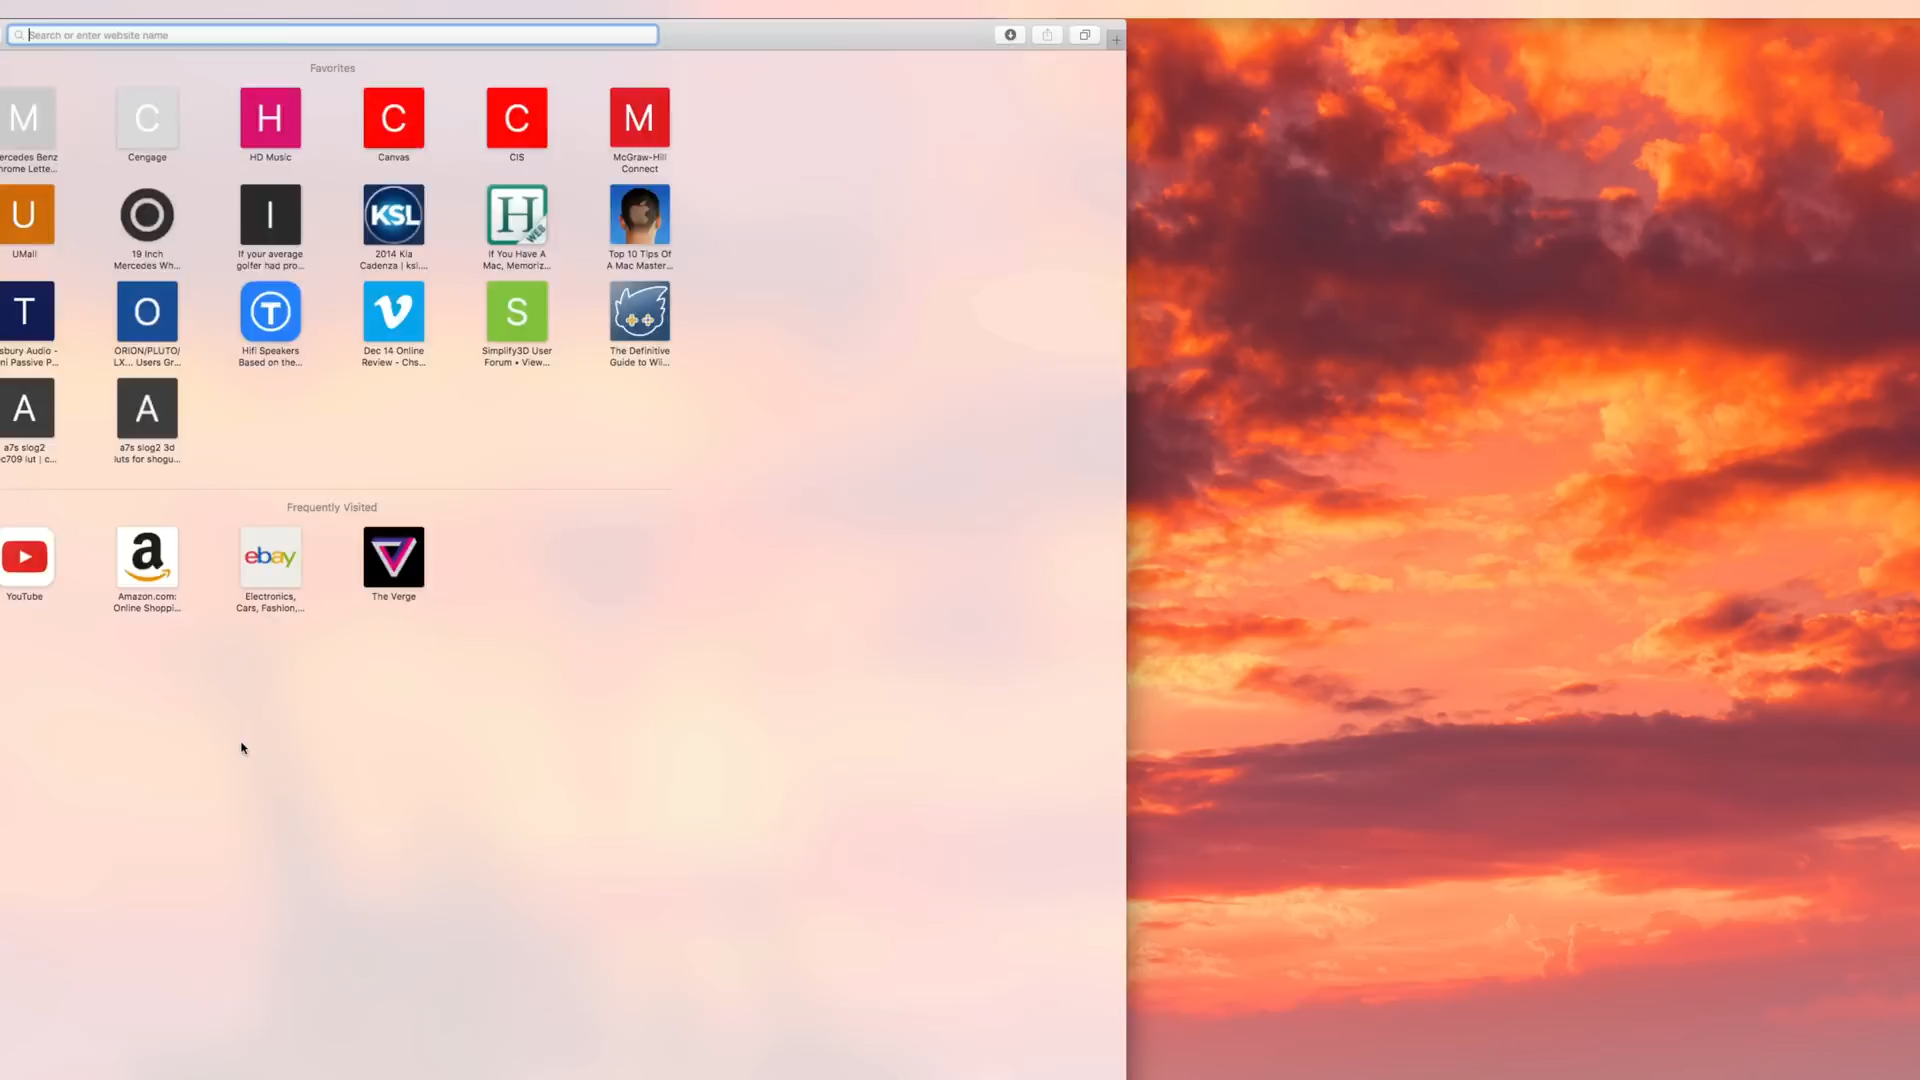 Search or enter website name
Favorites
M C H C C M
ercedes Benz
hrome Lette...
Cengage
HD Music
Canvas
CIS
McGraw-Hill
Connect
U I KSL H WEB
UMail
19 Inch
Mercedes Wh...
If your average
golfer had pro...
2014 Kia
Cadenza | ksl....
If You Have A
Mac, Memoriz...
Top 10 Tips Of
A Mac Master...
T O T v S
sbury Audio -
ni Passive P...
ORION/PLUTO/
LX... Users Gr...
Hifi Speakers
Based on the...
Dec 14 Online
Review - Chs...
Simplify3D User
Forum • View...
The Definitive
Guide to Wii...
A A
a7s slog2
c709 lut | c...
a7s slog2 3d
luts for shogu...
Frequently Visited
a ebay
YouTube
Amazon.com:
Online Shoppi...
Electronics,
Cars, Fashion,...
The Verge